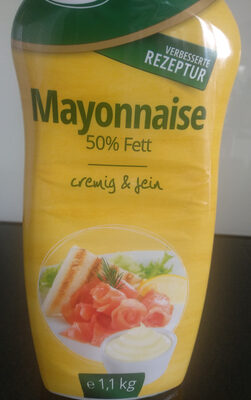 VERBESSERTE
REZEPTUR
Mayonnaise
50% Fett
cremig & fein
e 1,1 kg